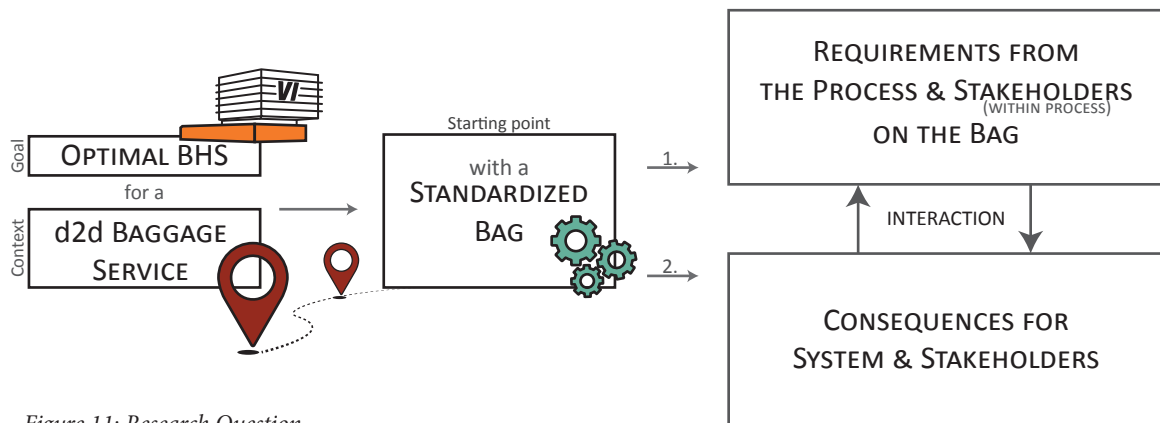 VI
Goal
OPTIMAL BHS
for a
Context
d2d BAGGAGE
SERVICE
Starting point
with a
STANDARDIZED
BAG
1.
2.
REQUIREMENTS FROM
THE PROCESS & STAKEHOLDERS
(WITHIN PROCESS)
ON THE BAG
INTERACTION
CONSEQUENCES FOR
SYSTEM & STAKEHOLDERS
Figure 11: Research Question